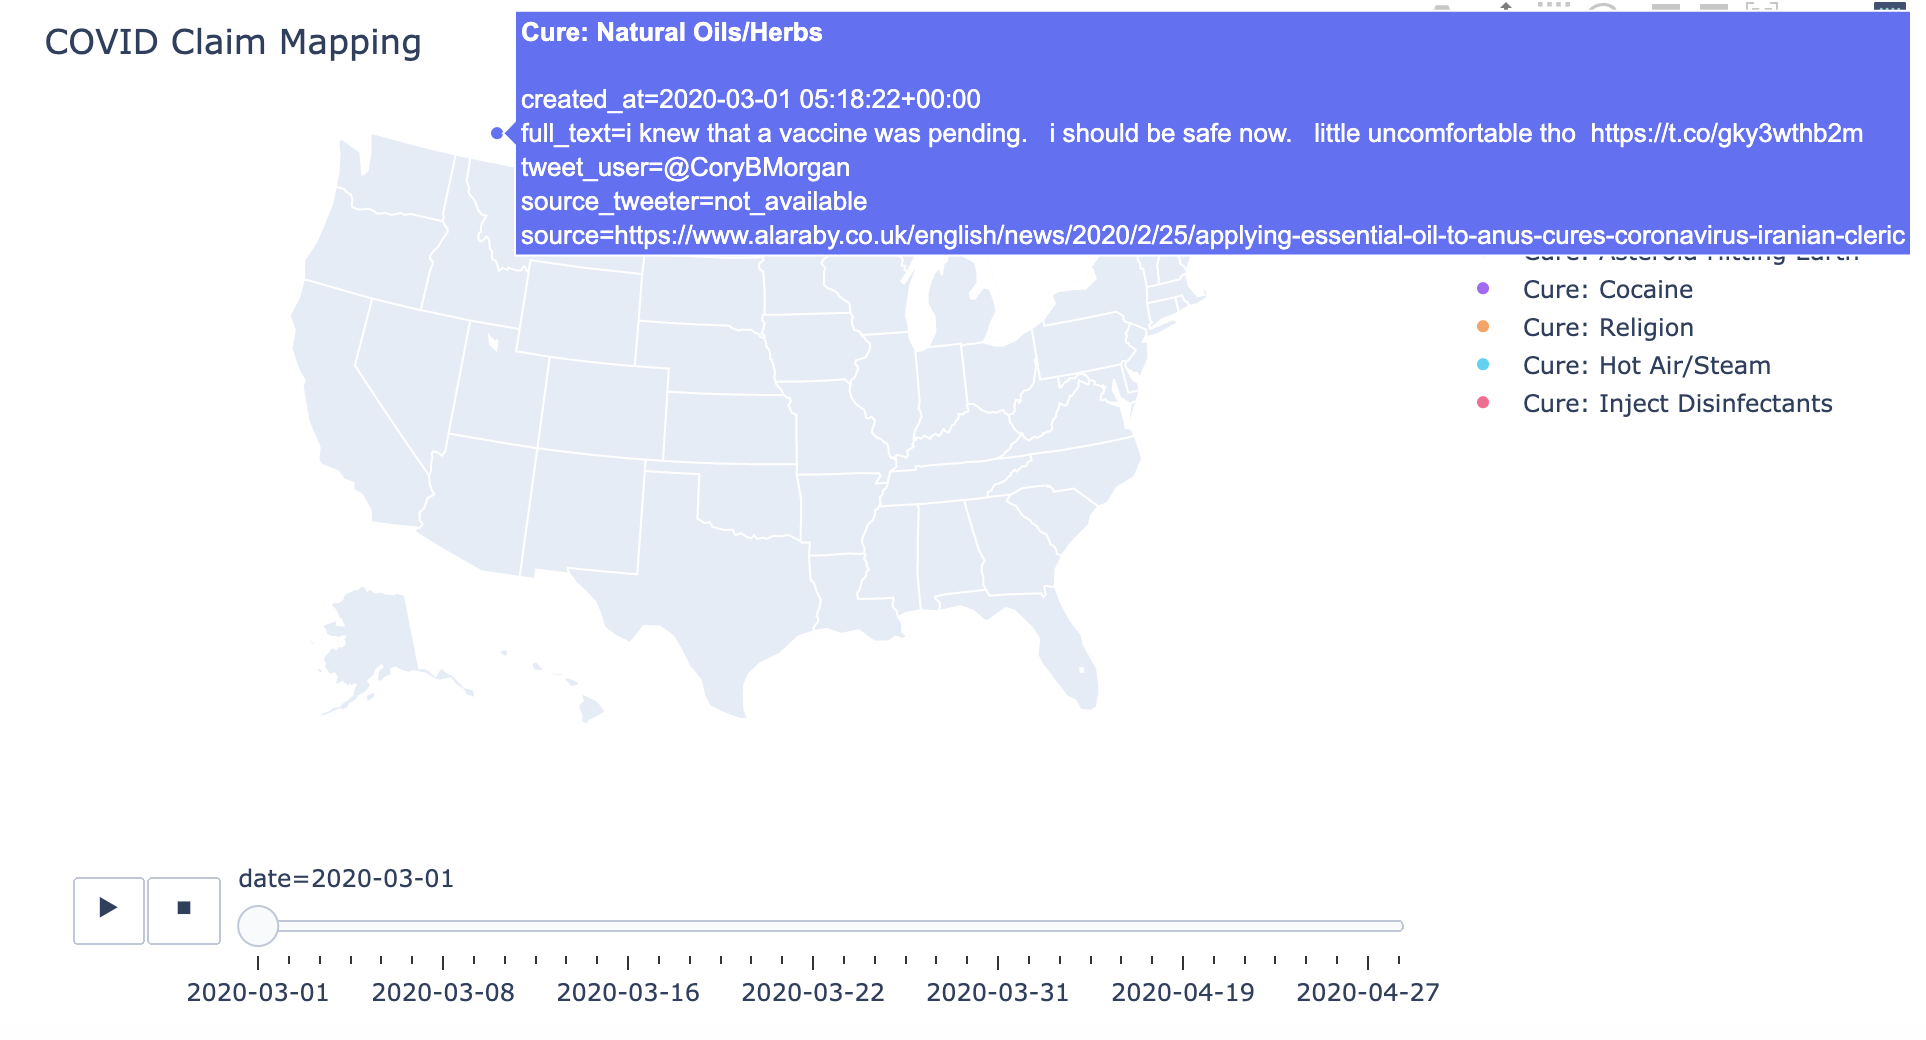 COVID Claim Mapping
Cure: Natural Oils/Herbs
created_at=2020-03-01 05:18:22+00:00
full_text=i knew that a vaccine was pending.   i should be safe now.   little uncomfortable tho  https://t.co/gky3wthb2m
tweet_user=@CoryBMorgan
source_tweeter=not_available
source=https://www.alaraby.co.uk/english/news/2020/2/25/applying-essential-oil-to-anus-cures-coronavirus-iranian-cleric
Cure: Asteroid Hitting Earth
Cure: Cocaine
Cure: Religion
Cure: Hot Air/Steam
Cure: Inject Disinfectants
date=2020-03-01
2020-03-01 2020-03-08 2020-03-16 2020-03-22 2020-03-31 2020-04-19 2020-04-27